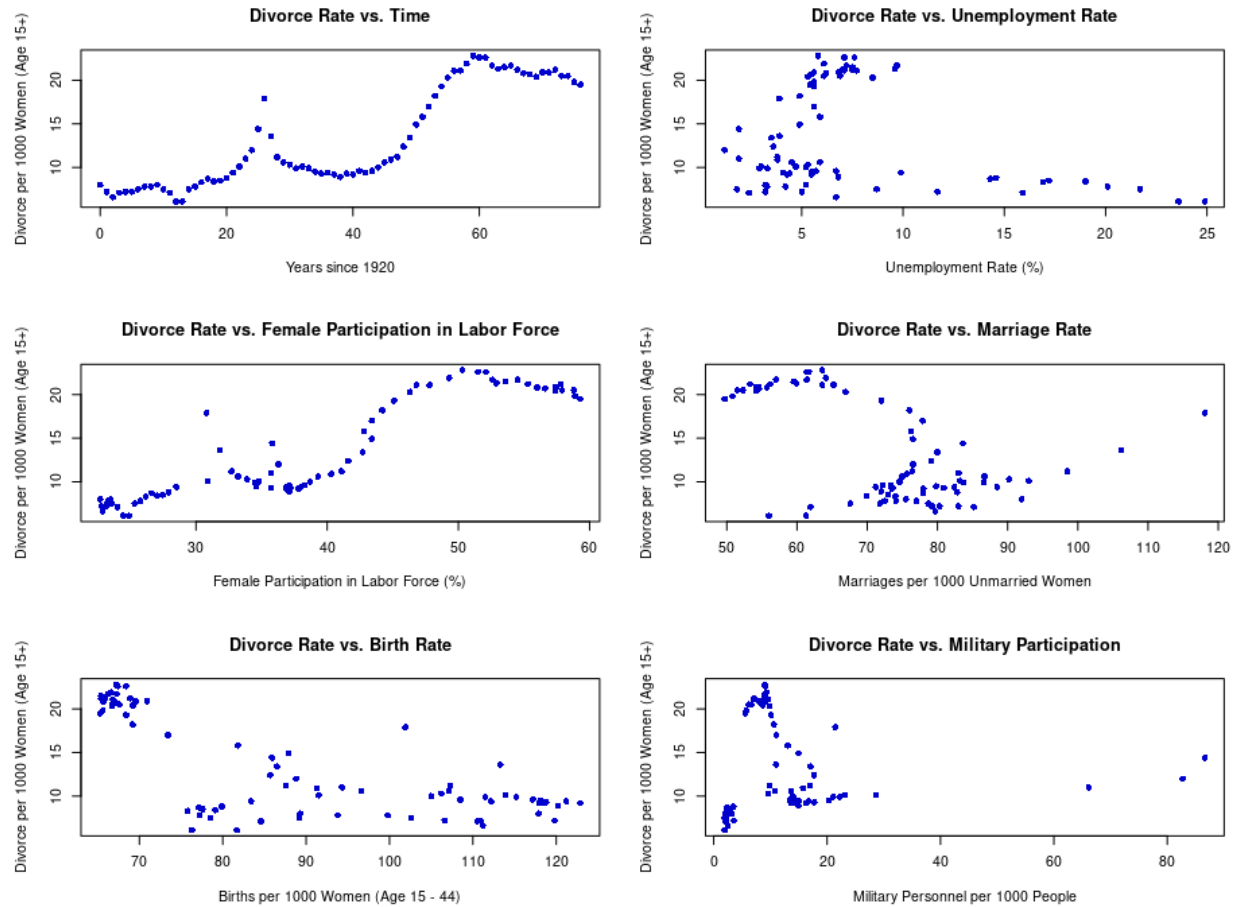 Divorce Rate vs. Time
Divorce per 1000 Women (Age 15+)
20
15
10
0
20
40
60
Years since 1920
Divorce Rate vs. Unemployment Rate
Divorce per 1000 Women (Age 15+)
20
15
10
5
10
15
20
25
Unemployment Rate (%)
Divorce Rate vs. Female Participation in Labor Force
Divorce per 1000 Women (Age 15+)
20
15
10
30
40
50
60
Female Participation in Labor Force (%)
Divorce Rate vs. Marriage Rate
Divorce per 1000 Women (Age 15+)
20
15
10
50
60
70
80
90
100
110
120
Marriages per 1000 Unmarried Women
Divorce Rate vs. Birth Rate
Divorce per 1000 Women (Age 15+)
20
15
10
70
80
90
100
110
120
Births per 1000 Women (Age 15 - 44)
Divorce Rate vs. Military Participation
Divorce per 1000 Women (Age 15+)
20
15
10
0
20
40
60
80
Military Personnel per 1000 People